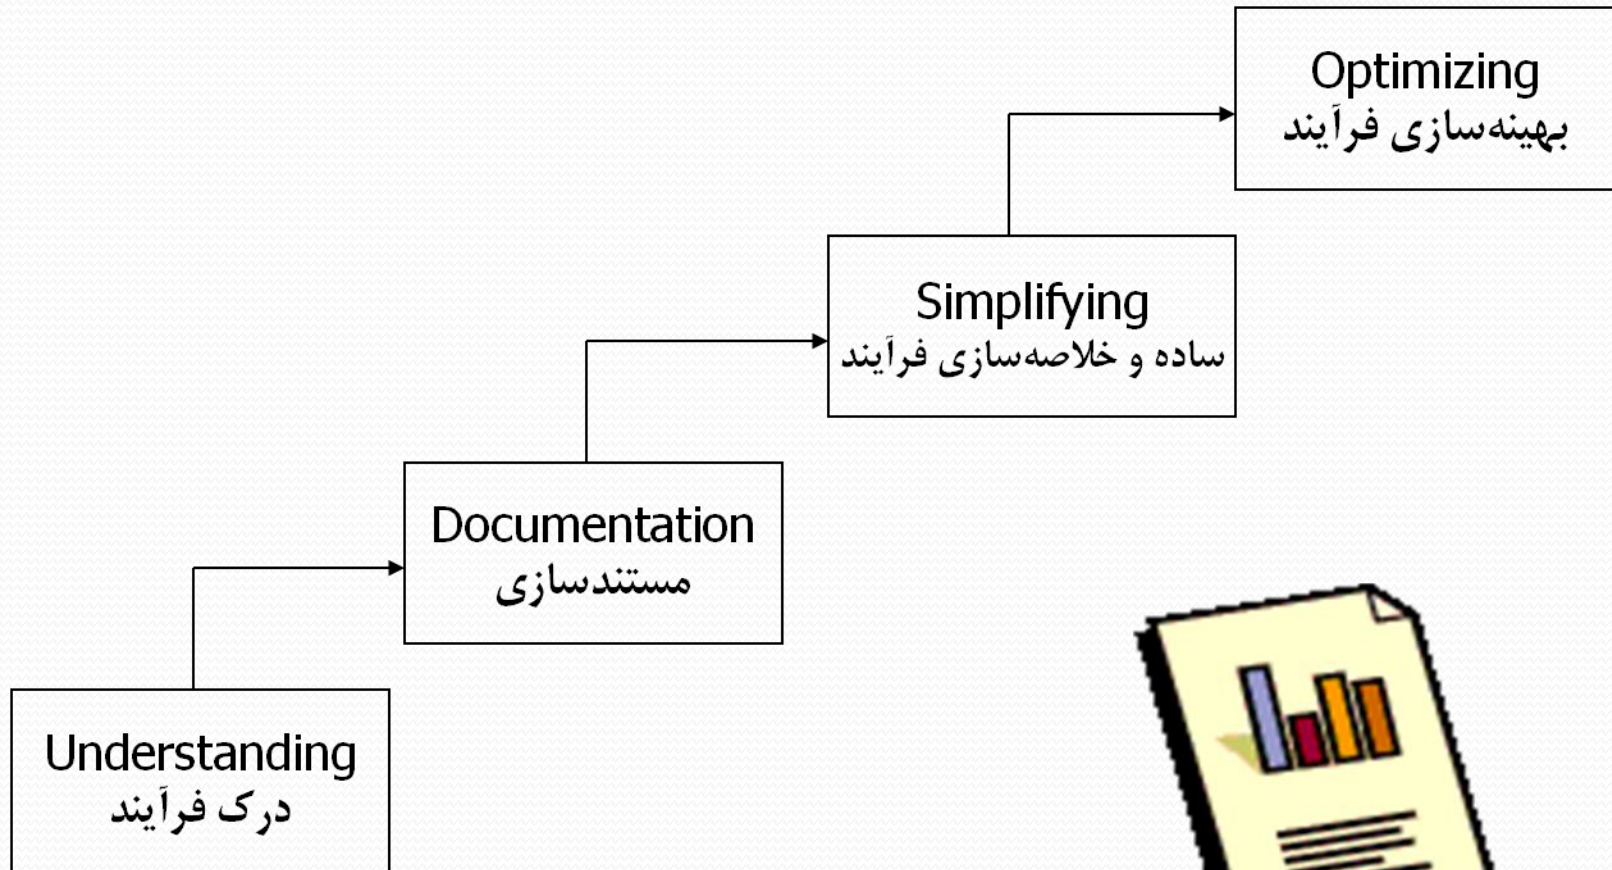 Optimizing
بهینه‌سازی فرآیند
Simplifying
ساده و خلاصه‌سازی فرآیند
Documentation
مستندسازی
Understanding
درک فرآیند